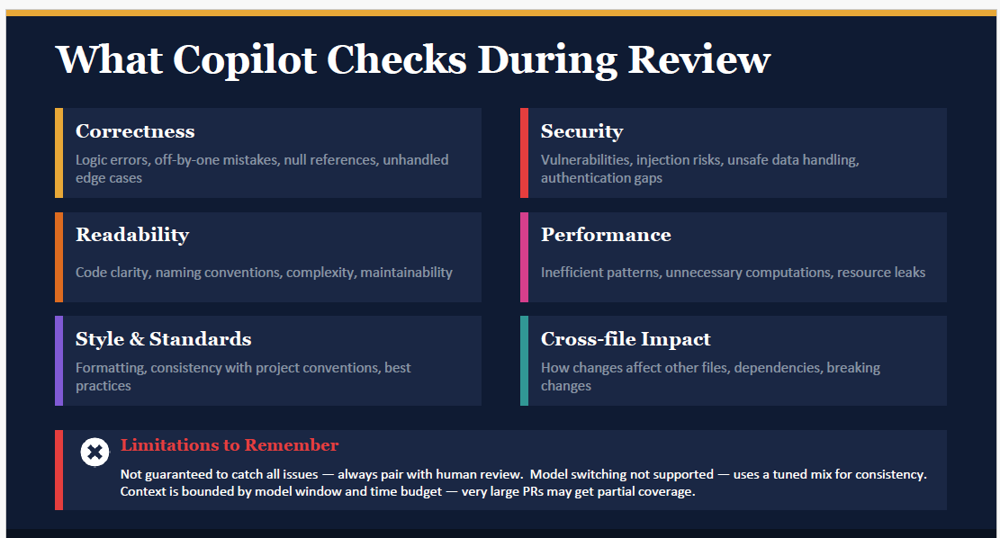 What Copilot Checks During Review
Correctness
Logic errors, off-by-one mistakes, null references, unhandled
edge cases
Security
Vulnerabilities, injection risks, unsafe data handling,
authentication gaps
Readability
Code clarity, naming conventions, complexity, maintainability
Performance
Inefficient patterns, unnecessary computations, resource leaks
Style & Standards
Formatting, consistency with project conventions, best
practices
Cross-file Impact
How changes affect other files, dependencies, breaking
changes
Limitations to Remember
Not guaranteed to catch all issues — always pair with human review.  Model switching not supported — uses a tuned mix for consistency.
Context is bounded by model window and time budget — very large PRs may get partial coverage.